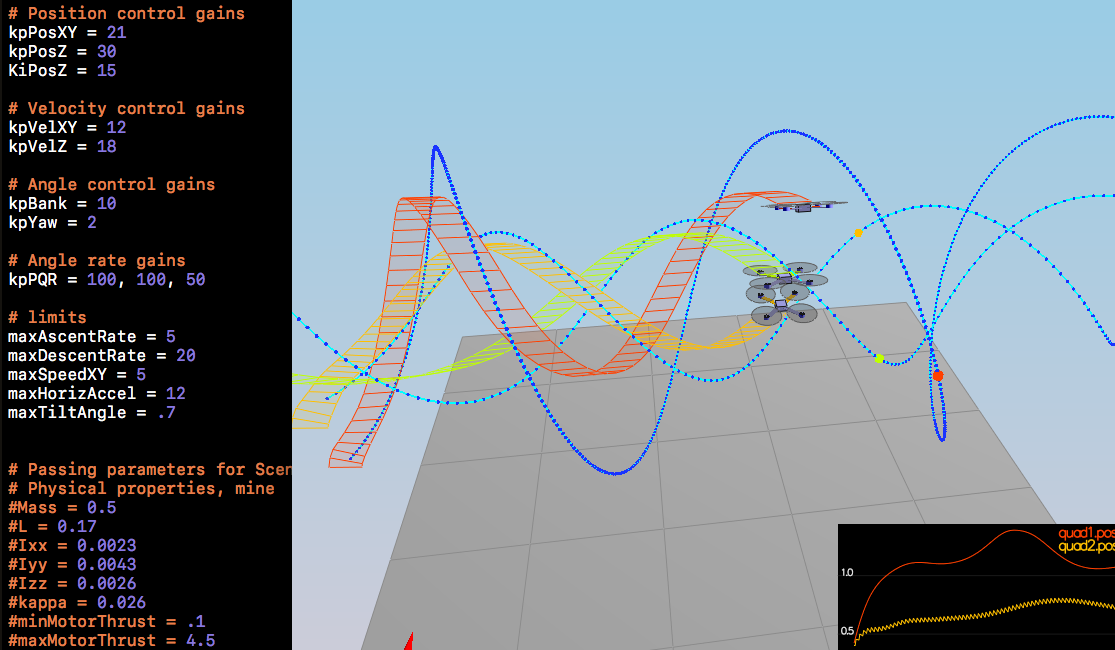 # Position control gains
kpPosXY = 21
kpPosZ = 30
KiPosZ = 15
# Velocity control gains
kpVelXY = 12
kpVelZ = 18
# Angle control gains
kpBank = 10
kpYaw = 2
# Angle rate gains
kpPQR = 100, 100, 50
# limits
maxAscentRate = 5
maxDescentRate = 20
maxSpeedXY = 5
maxHorizAccel = 12
maxTiltAngle = .7
# Passing parameters for Scen
# Physical properties, mine
#Mass = 0.5
#L = 0.17
#Ixx = 0.0023
#Iyy = 0.0043
#Izz = 0.0026
#kappa = 0.026
#minMotorThrust = .1
#maxMotorThrust = 4.5
quad1.pos
quad2.pos
1.0
0.5